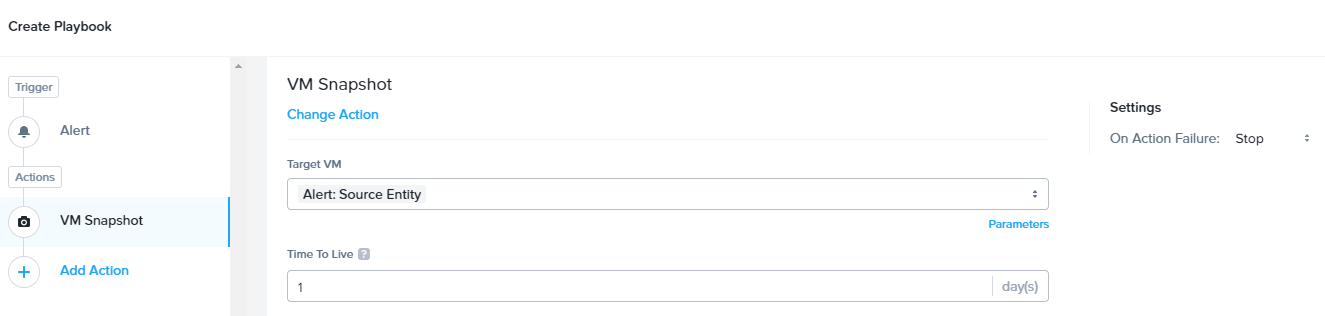 Create Playbook
Trigger
Alert
Actions
VM Snapshot
Add Action
VM Snapshot
Change Action
Target VM
Alert: Source Entity
Parameters
Time To Live ?
1 day(s)
Settings
On Action Failure: Stop